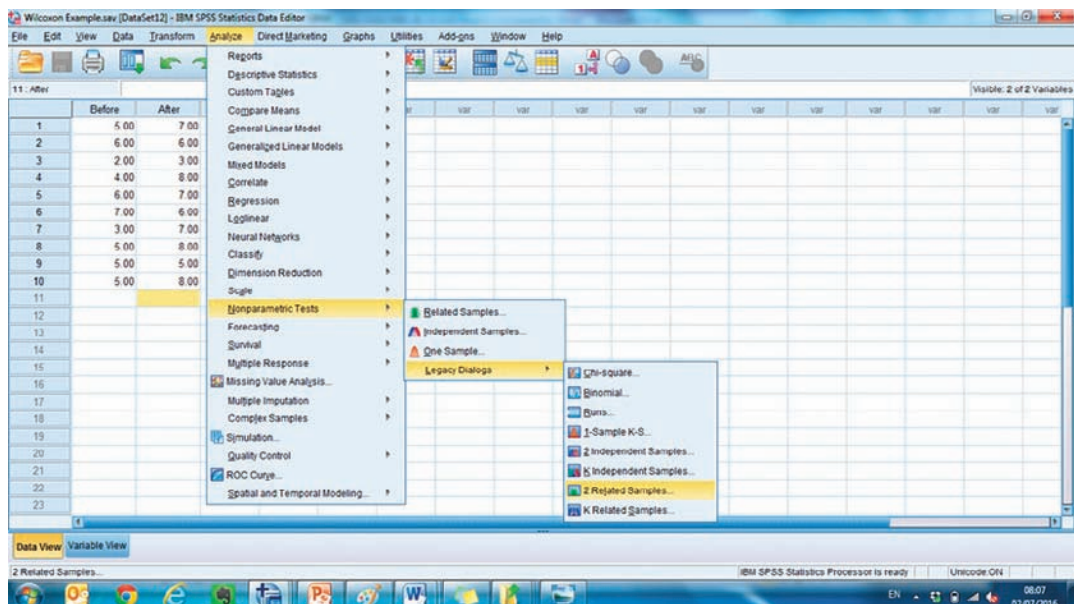 Wilcoxon Example.sav [DataSet12] - IBM SPSS Statistics Data Editor
File Edit View Data Transform Analyze Direct Marketing Graphs Utilities Add-ons Window Help
11 : After
Visible: 2 of 2 Variables
Before After var var var var var var var var var
1 5.00 7.00
2 6.00 6.00
3 2.00 3.00
4 4.00 8.00
5 6.00 7.00
6 7.00 6.00
7 3.00 7.00
8 5.00 8.00
9 5.00 5.00
10 5.00 8.00
11
12
13
14
15
16
17
18
19
20
21
22
23
Reports
Descriptive Statistics
Custom Tables
Compare Means
General Linear Model
Generalized Linear Models
Mixed Models
Correlate
Regression
Loglinear
Neural Networks
Classify
Dimension Reduction
Scale
Nonparametric Tests
Forecasting
Survival
Multiple Response
Missing Value Analysis...
Multiple Imputation
Complex Samples
Simulation...
Quality Control
ROC Curve...
Spatial and Temporal Modeling...
Related Samples...
Independent Samples...
One Sample...
Legacy Dialogs
Chi-square...
Binomial...
Runs...
1-Sample K-S...
2 Independent Samples...
K Independent Samples...
2 Related Samples...
K Related Samples...
Data View Variable View
2 Related Samples...
IBM SPSS Statistics Processor is ready
Unicode:ON
EN
08:07
02/07/2016